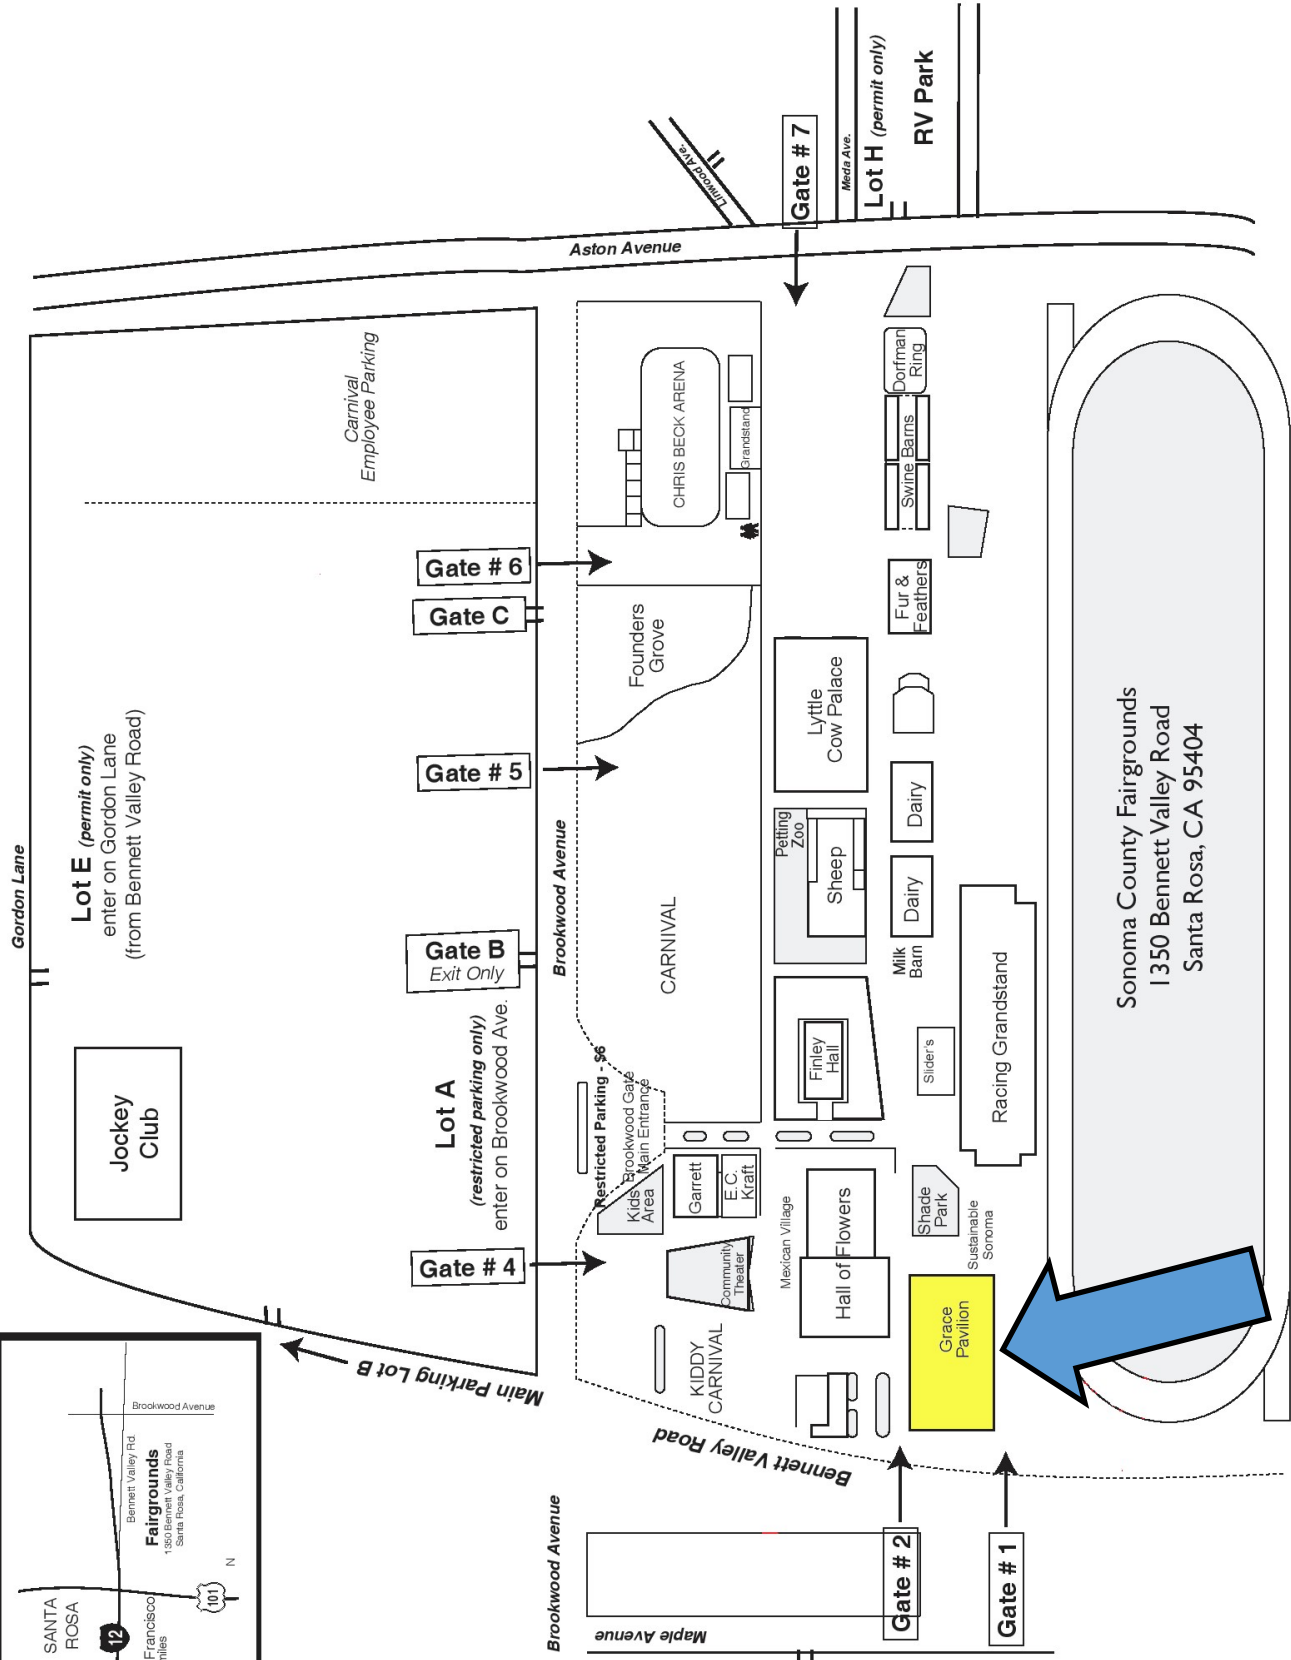 Gordon Lane
Lot E (permit only)
enter on Gordon Lane
(from Bennett Valley Road)
Jockey
Club
Carnival
Employee Parking
Lot A
(restricted parking only)
enter on Brookwood Ave.
Gate # 6
Gate C
Gate # 5
Gate B
Exit Only
Gate # 4
Main Parking Lot B
Brookwood Avenue
Aston Avenue
Linwood Ave.
Gate # 7
Meda Ave.
Lot H (permit only)
RV Park
CHRIS BECK ARENA
Grandstand
Founders
Grove
CARNIVAL
Restricted Parking - $6
Brookwood Gate
Main Entrance
Kids
Area
Garrett
E.C.
Kraft
Community
Theater
KIDDY
CARNIVAL
Mexican Village
Hall of Flowers
Finley
Hall
Petting
Zoo
Sheep
Lyttle
Cow Palace
Dorfman
Ring
Swine Barns
Fur &
Feathers
Dairy
Dairy
Milk
Barn
Slider's
Racing Grandstand
Shade
Park
Sustainable
Sonoma
Grace
Pavilion
Sonoma County Fairgrounds
1350 Bennett Valley Road
Santa Rosa, CA 95404
Bennett Valley Road
Gate # 2
Gate # 1
Brookwood Avenue
Maple Avenue
SANTA
ROSA
12
101
N
Francisco
miles
Brookwood Avenue
Bennett Valley Rd.
Fairgrounds
1350 Bennett Valley Road
Santa Rosa, California